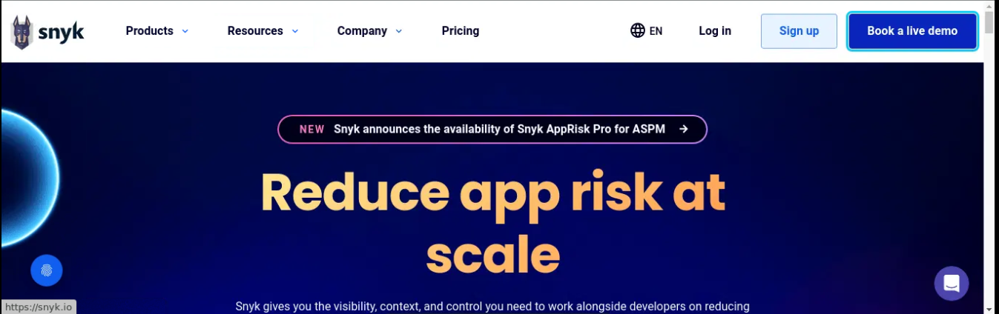 snyk Products Resources Company Pricing EN Log in Sign up Book a live demo
NEW Snyk announces the availability of Snyk AppRisk Pro for ASPM →
Reduce app risk at
scale
https://snyk.io
Snyk gives you the visibility, context, and control you need to work alongside developers on reducing